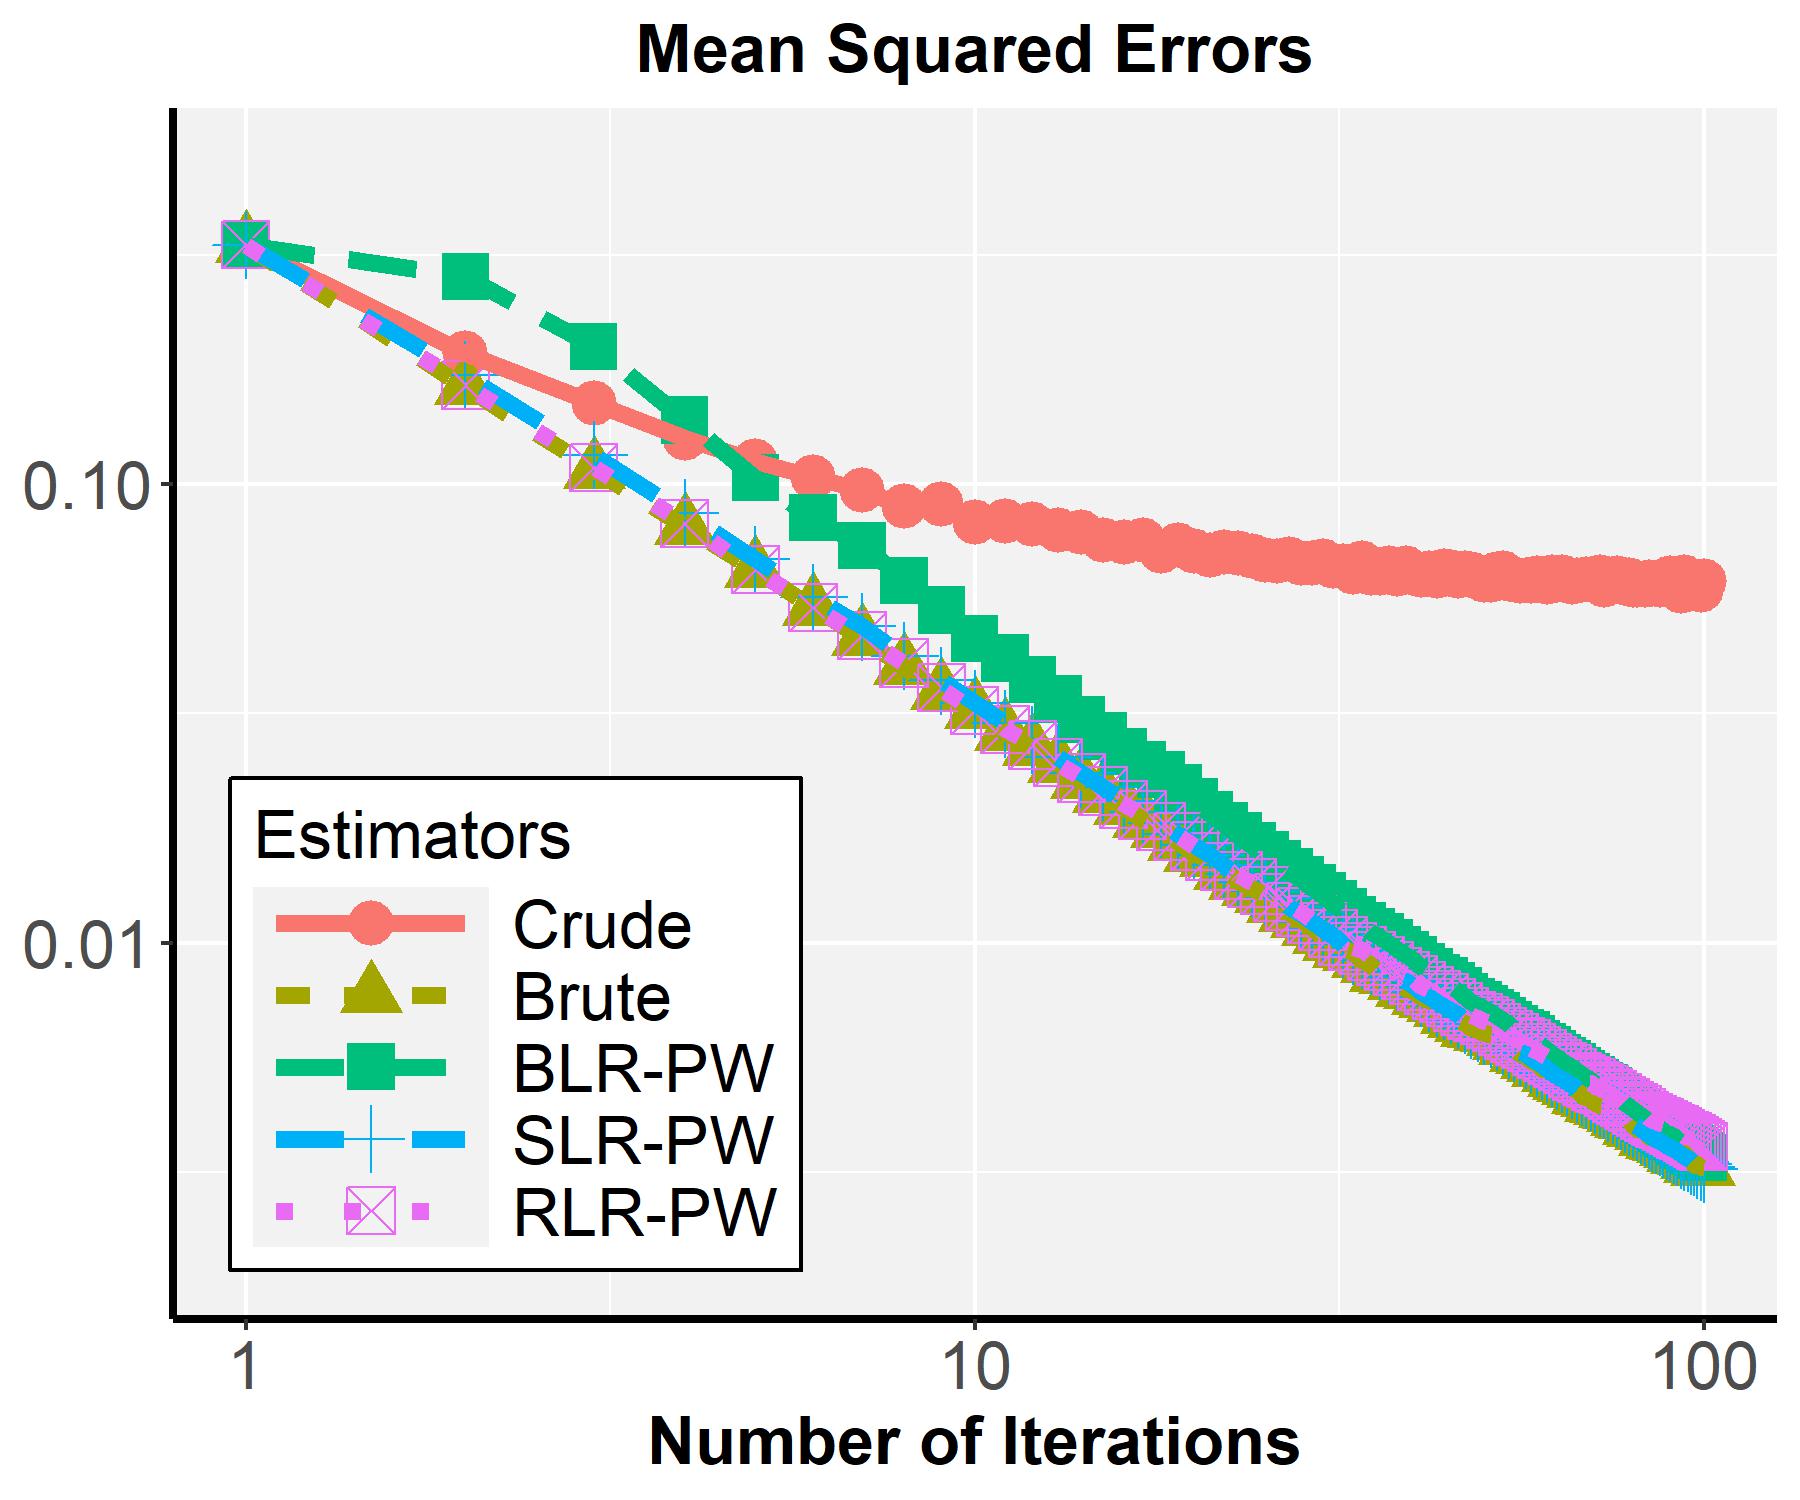 Mean Squared Errors
0.10
0.01
Estimators
Crude
Brute
BLR-PW
SLR-PW
RLR-PW
1 10 100
Number of Iterations